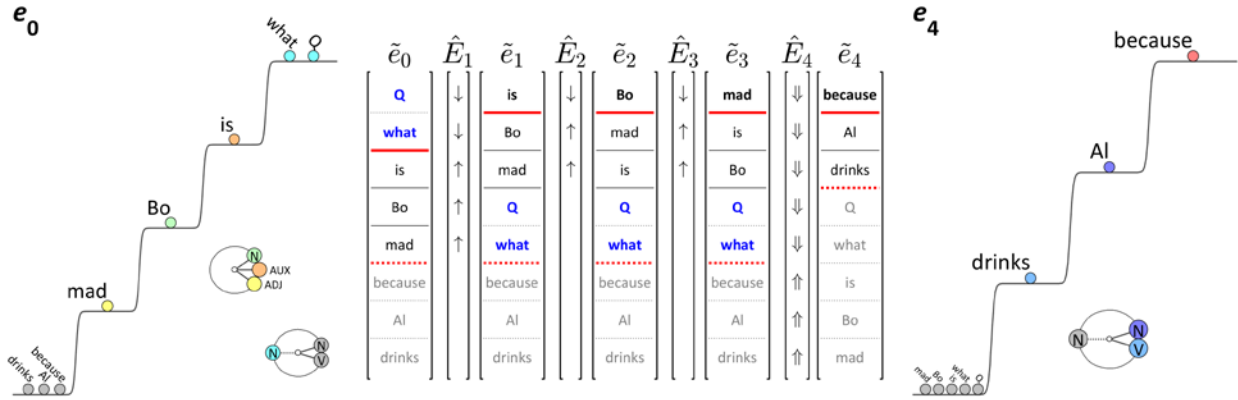 e0
what Q
is
Bo
mad
drinks Al because
N
AUX
ADJ
N N
V
ẽ0 Ê1 ẽ1 Ê2 ẽ2 Ê3 ẽ3 Ê4 ẽ4
Q ↓ is ↓ Bo ↓ mad ⇓ because
what ↓ Bo ↑ mad ↑ is ⇓ Al
is ↑ mad ↑ is ↑ Bo ⇓ drinks
Bo ↑ Q Q Q ⇓ Q
mad ↑ what what what ⇓ what
because because because because ⇑ is
Al Al Al Al ⇑ Bo
drinks drinks drinks drinks ⇑ mad
e4
because
Al
drinks
mad Bo is what Q
N N
V